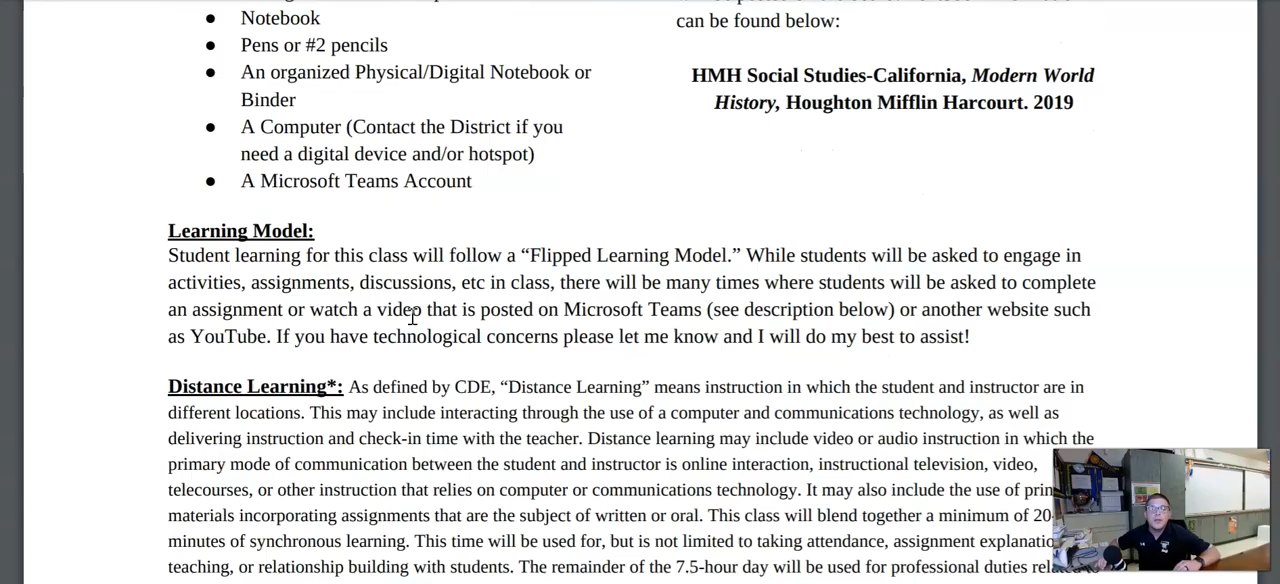 Notebook
Pens or #2 pencils
An organized Physical/Digital Notebook or
Binder
A Computer (Contact the District if you
need a digital device and/or hotspot)
A Microsoft Teams Account
can be found below:
HMH Social Studies-California, Modern World
History, Houghton Mifflin Harcourt. 2019
Learning Model:
Student learning for this class will follow a “Flipped Learning Model.” While students will be asked to engage in
activities, assignments, discussions, etc in class, there will be many times where students will be asked to complete
an assignment or watch a video that is posted on Microsoft Teams (see description below) or another website such
as YouTube. If you have technological concerns please let me know and I will do my best to assist!
Distance Learning*: As defined by CDE, “Distance Learning” means instruction in which the student and instructor are in
different locations. This may include interacting through the use of a computer and communications technology, as well as
delivering instruction and check-in time with the teacher. Distance learning may include video or audio instruction in which the
primary mode of communication between the student and instructor is online interaction, instructional television, video,
telecourses, or other instruction that relies on computer or communications technology. It may also include the use of
materials incorporating assignments that are the subject of written or oral. This class will blend together a minimum of 20
minutes of synchronous learning. This time will be used for, but is not limited to taking attendance, assignment
teaching, or relationship building with students. The remainder of the 7.5-hour day will be used for professional duties